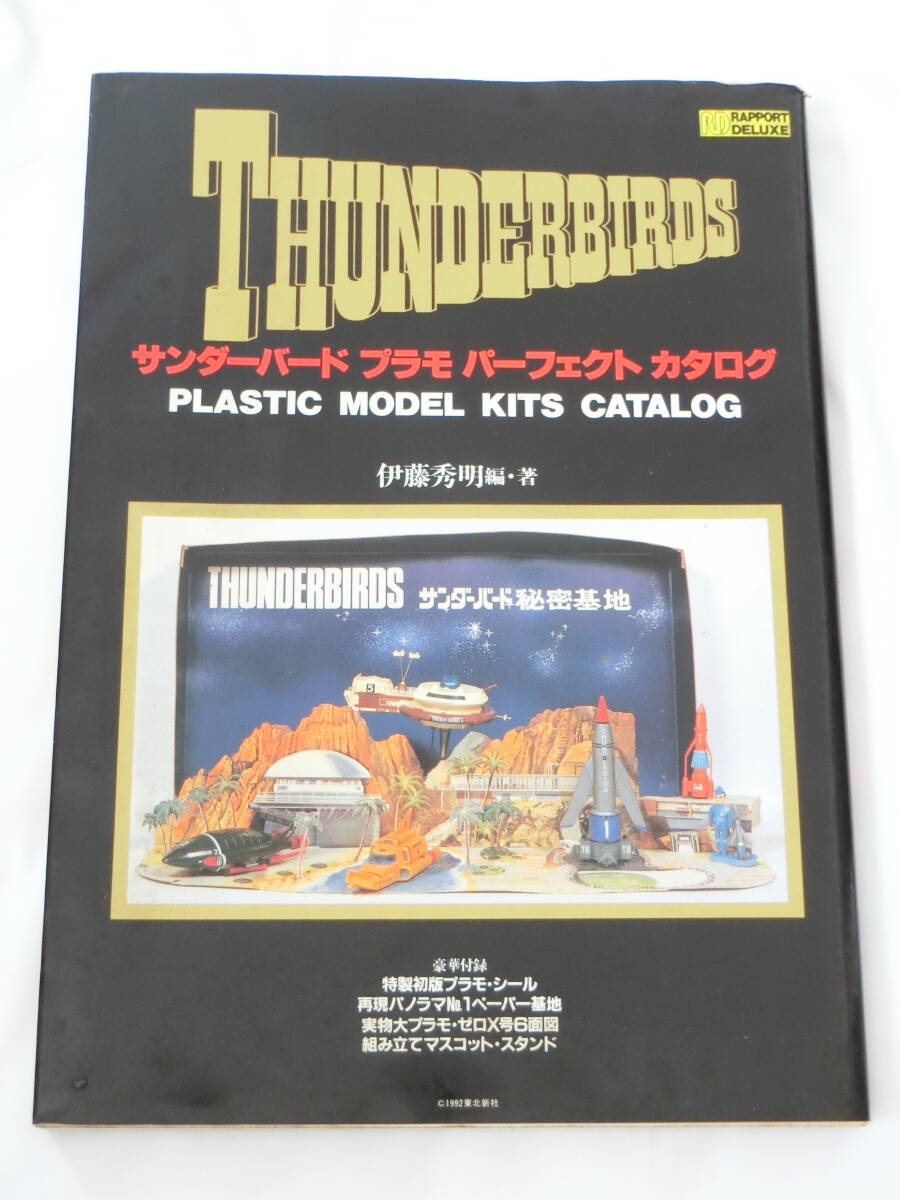 RD RAPPORT
DELUXE
THUNDERBIRDS
サンダーバード プラモ パーフェクト カタログ
PLASTIC MODEL KITS CATALOG
伊藤秀明編・著
THUNDERBIRDS サンダーバード秘密基地
5
THUNDERBIRDS
1
3
豪華付録
特製初版プラモ・シール
再現パノラマNo.1ペーパー基地
実物大プラモ・ゼロX号6面図
組み立てマスコット・スタンド
C.1992東北新社